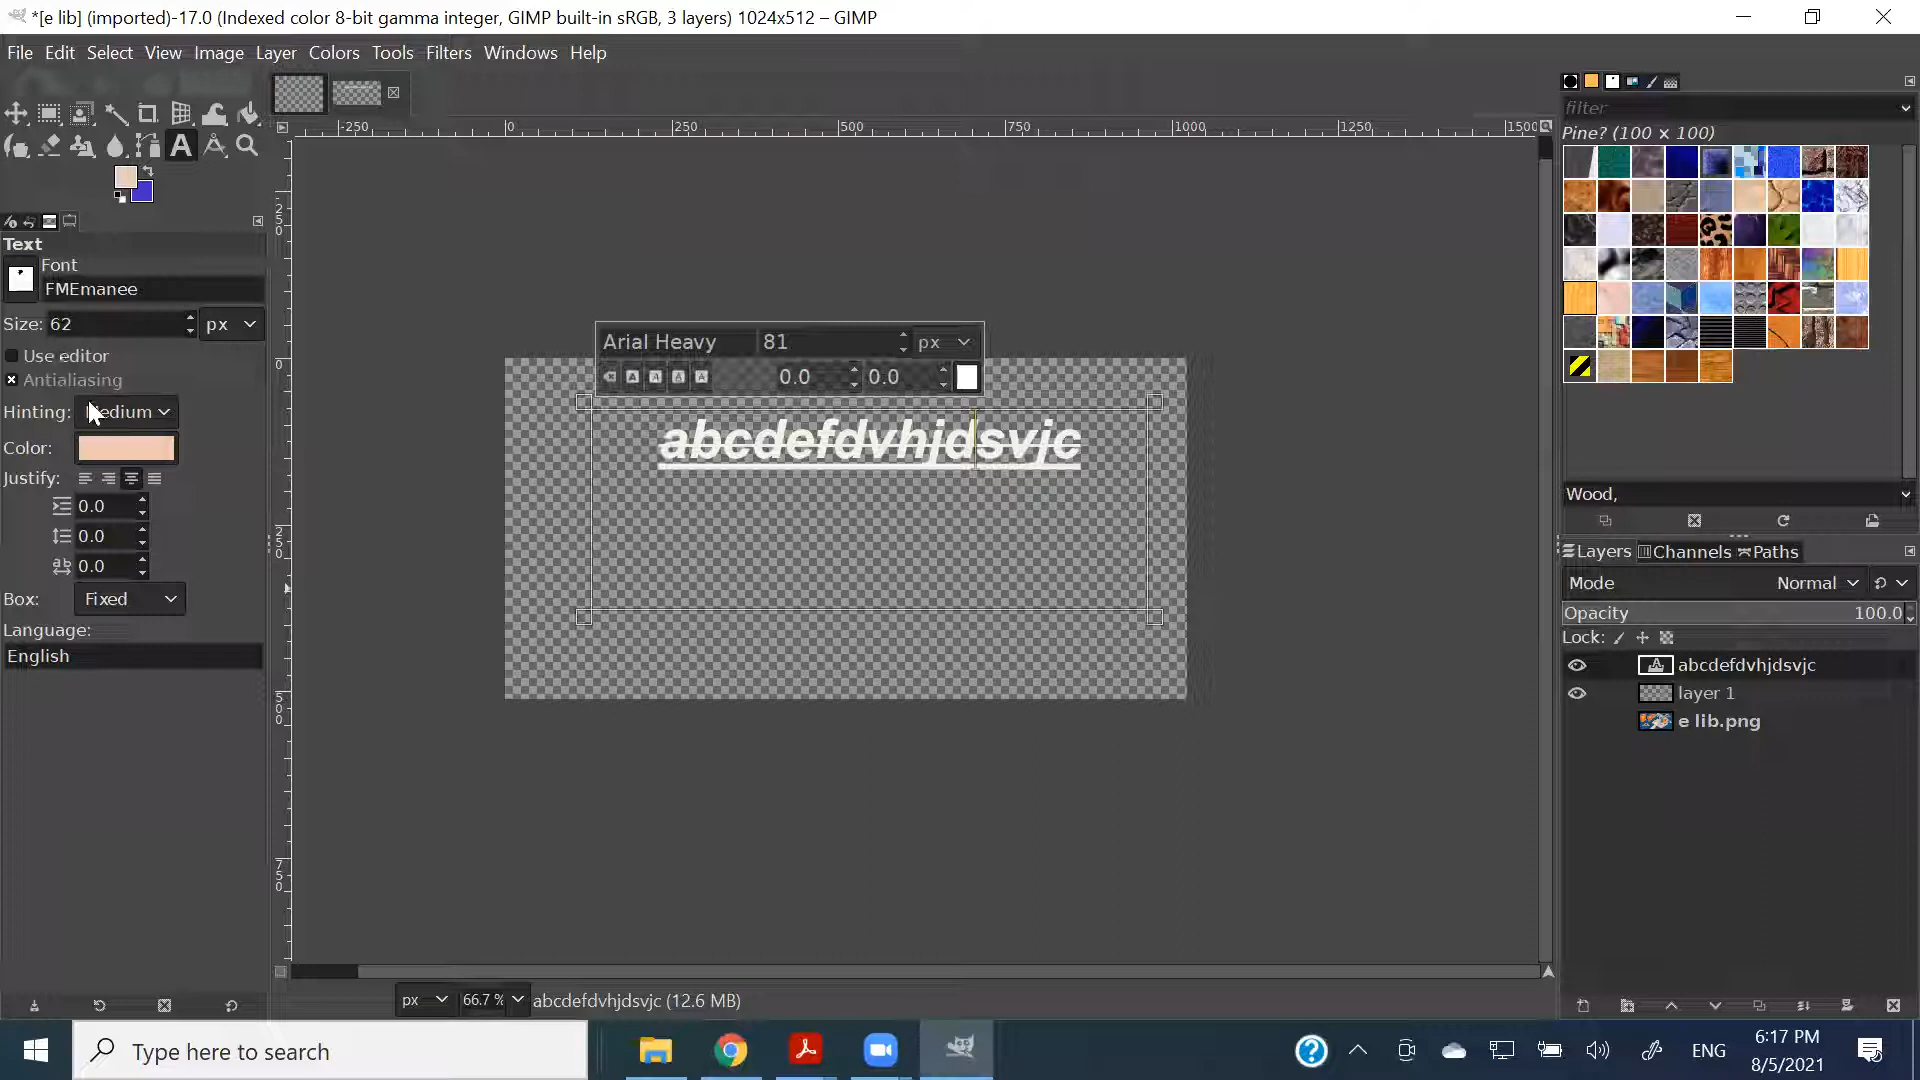 *[e lib] (imported)-17.0 (Indexed color 8-bit gamma integer, GIMP built-in sRGB, 3 layers) 1024x512 – GIMP
File Edit Select View Image Layer Colors Tools Filters Windows Help
-250 0 250 500 750 1000 1250 1500
filter
Pine? (100 × 100)
Text
Font
FMEmanee
Size: 62 px
Use editor
Antialiasing
Hinting: Medium
Color:
Justify:
0.0
0.0
0.0
Box: Fixed
Language:
English
Arial Heavy 81 px
0.0 0.0
abcdefdvhjdsvjc
Wood,
Layers Channels Paths
Mode Normal
Opacity 100.0
Lock:
abcdefdvhjdsvjc
layer 1
e lib.png
px 66.7 % abcdefdvhjdsvjc (12.6 MB)
Type here to search
ENG
6:17 PM
8/5/2021